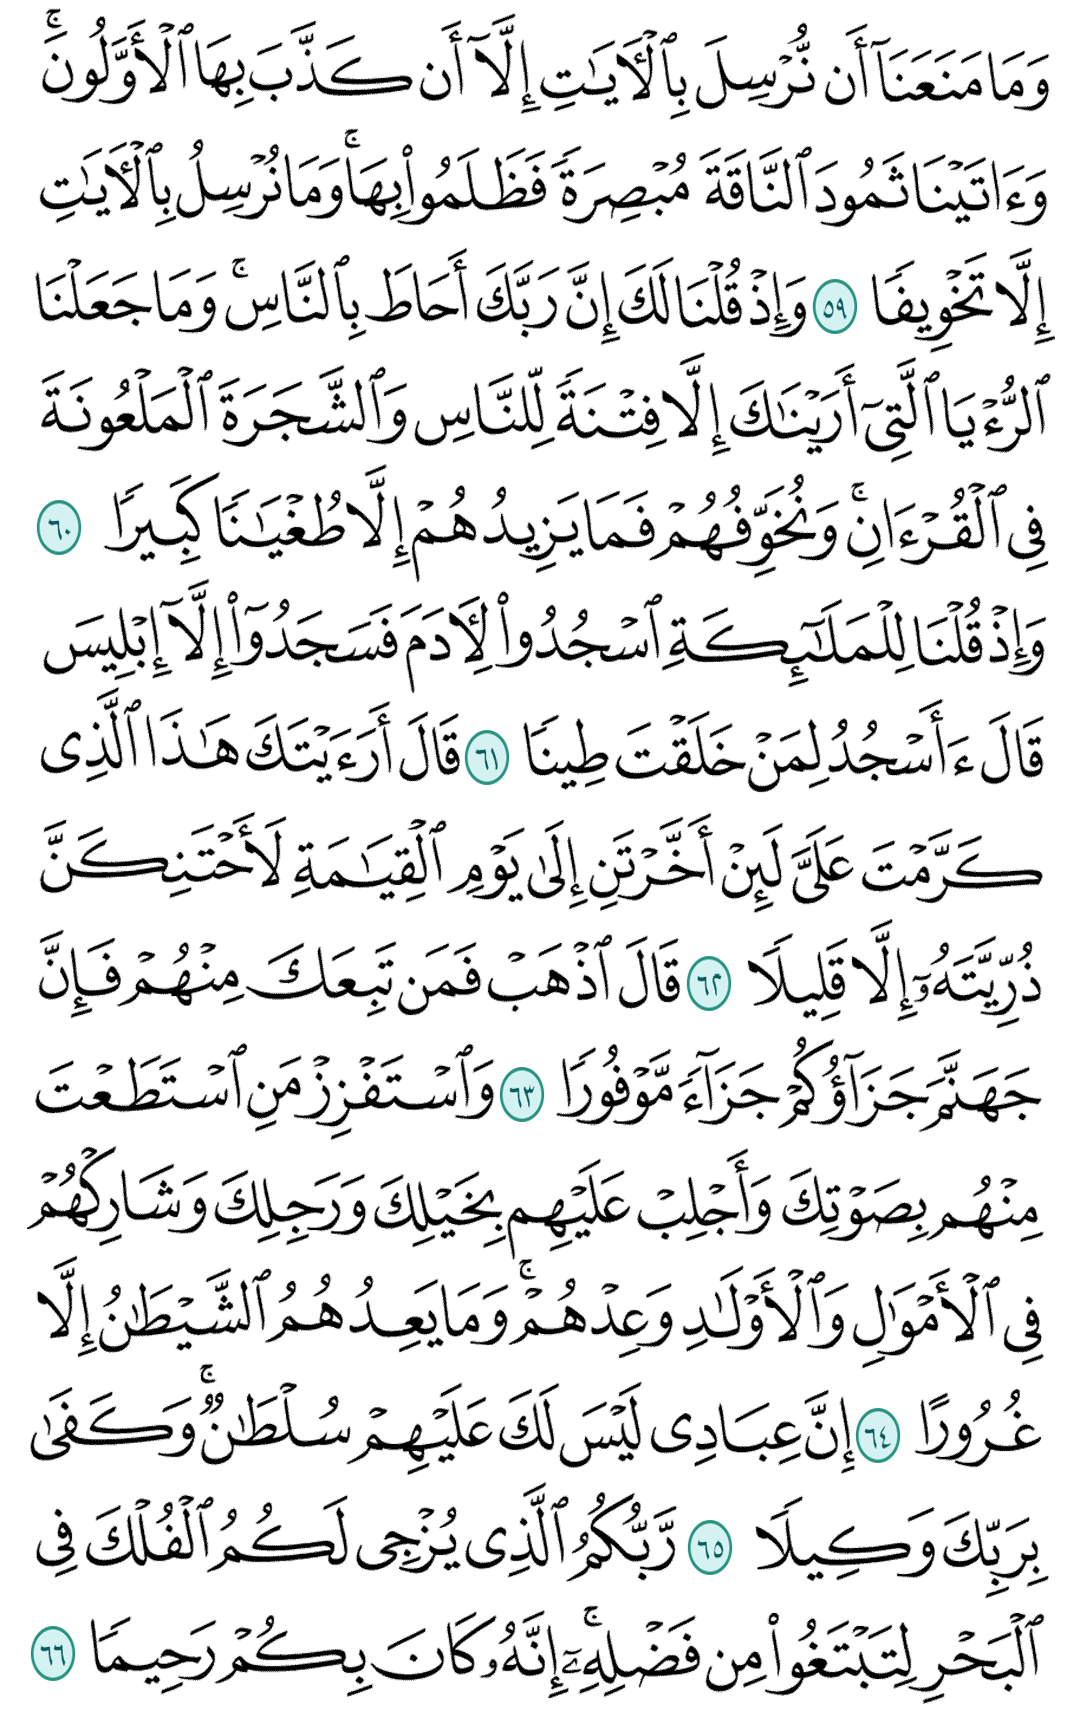 وَمَا مَنَعَنَآ أَن نُّرْسِلَ بِٱلْـَٔايَـٰتِ إِلَّآ أَن كَذَّبَ بِهَا ٱلْأَوَّلُونَ ۚ
وَءَاتَيْنَا ثَمُودَ ٱلنَّاقَةَ مُبْصِرَةً فَظَلَمُوا۟ بِهَا ۚ وَمَا نُرْسِلُ بِٱلْـَٔايَـٰتِ
إِلَّا تَخْوِيفًا ٥٩ وَإِذْ قُلْنَا لَكَ إِنَّ رَبَّكَ أَحَاطَ بِٱلنَّاسِ ۚ وَمَا جَعَلْنَا
ٱلرُّءْيَا ٱلَّتِىٓ أَرَيْنَـٰكَ إِلَّا فِتْنَةً لِّلنَّاسِ وَٱلشَّجَرَةَ ٱلْمَلْعُونَةَ
فِى ٱلْقُرْءَانِ ۚ وَنُخَوِّفُهُمْ فَمَا يَزِيدُهُمْ إِلَّا طُغْيَـٰنًا كَبِيرًا ٦٠
وَإِذْ قُلْنَا لِلْمَلَـٰٓئِكَةِ ٱسْجُدُوا۟ لِـَٔادَمَ فَسَجَدُوٓا۟ إِلَّآ إِبْلِيسَ
قَالَ ءَأَسْجُدُ لِمَنْ خَلَقْتَ طِينًا ٦١ قَالَ أَرَءَيْتَكَ هَـٰذَا ٱلَّذِى
كَرَّمْتَ عَلَىَّ لَئِنْ أَخَّرْتَنِ إِلَىٰ يَوْمِ ٱلْقِيَـٰمَةِ لَأَحْتَنِكَنَّ
ذُرِّيَّتَهُۥٓ إِلَّا قَلِيلًا ٦٢ قَالَ ٱذْهَبْ فَمَن تَبِعَكَ مِنْهُمْ فَإِنَّ
جَهَنَّمَ جَزَآؤُكُمْ جَزَآءً مَّوْفُورًا ٦٣ وَٱسْتَفْزِزْ مَنِ ٱسْتَطَعْتَ
مِنْهُم بِصَوْتِكَ وَأَجْلِبْ عَلَيْهِم بِخَيْلِكَ وَرَجِلِكَ وَشَارِكْهُمْ
فِى ٱلْأَمْوَٰلِ وَٱلْأَوْلَـٰدِ وَعِدْهُمْ ۚ وَمَا يَعِدُهُمُ ٱلشَّيْطَـٰنُ إِلَّا
غُرُورًا ٦٤ إِنَّ عِبَادِى لَيْسَ لَكَ عَلَيْهِمْ سُلْطَـٰنٌ ۚ وَكَفَىٰ
بِرَبِّكَ وَكِيلًا ٦٥ رَّبُّكُمُ ٱلَّذِى يُزْجِى لَكُمُ ٱلْفُلْكَ فِى
ٱلْبَحْرِ لِتَبْتَغُوا۟ مِن فَضْلِهِۦٓ ۚ إِنَّهُۥ كَانَ بِكُمْ رَحِيمًا ٦٦